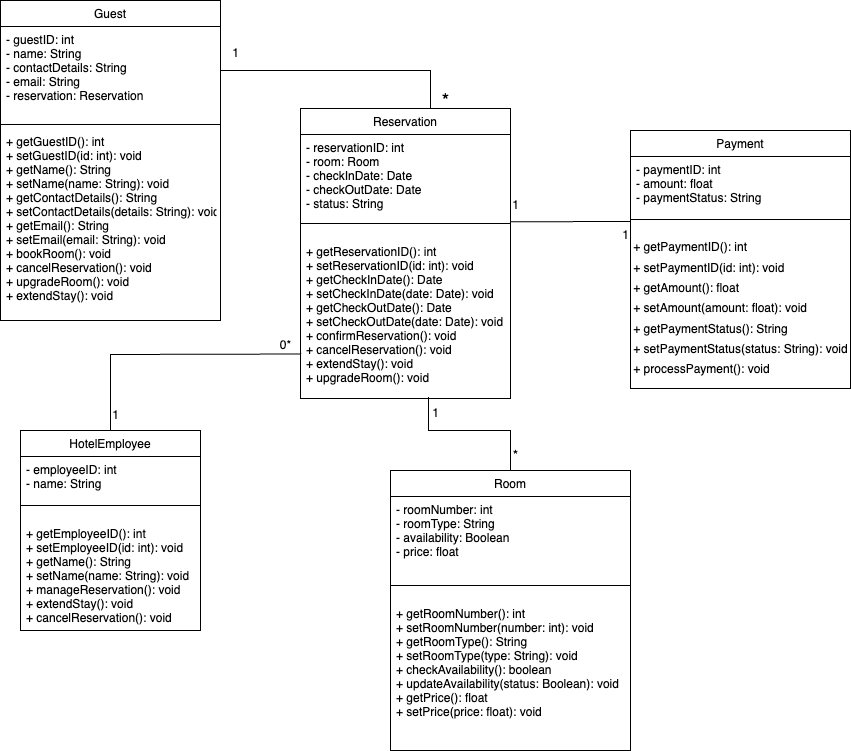 Guest
- guestID: int
- name: String
- contactDetails: String
- email: String
- reservation: Reservation
+ getGuestID(): int
+ setGuestID(id: int): void
+ getName(): String
+ setName(name: String): void
+ getContactDetails(): String
+ setContactDetails(details: String): void
+ getEmail(): String
+ setEmail(email: String): void
+ bookRoom(): void
+ cancelReservation(): void
+ upgradeRoom(): void
+ extendStay(): void
1
*
Reservation
- reservationID: int
- room: Room
- checkInDate: Date
- checkOutDate: Date
- status: String
+ getReservationID(): int
+ setReservationID(id: int): void
+ getCheckInDate(): Date
+ setCheckInDate(date: Date): void
+ getCheckOutDate(): Date
+ setCheckOutDate(date: Date): void
+ confirmReservation(): void
+ cancelReservation(): void
+ extendStay(): void
+ upgradeRoom(): void
1
1
Payment
- paymentID: int
- amount: float
- paymentStatus: String
+ getPaymentID(): int
+ setPaymentID(id: int): void
+ getAmount(): float
+ setAmount(amount: float): void
+ getPaymentStatus(): String
+ setPaymentStatus(status: String): void
+ processPayment(): void
0*
1
HotelEmployee
- employeeID: int
- name: String
+ getEmployeeID(): int
+ setEmployeeID(id: int): void
+ getName(): String
+ setName(name: String): void
+ manageReservation(): void
+ extendStay(): void
+ cancelReservation(): void
1
*
Room
- roomNumber: int
- roomType: String
- availability: Boolean
- price: float
+ getRoomNumber(): int
+ setRoomNumber(number: int): void
+ getRoomType(): String
+ setRoomType(type: String): void
+ checkAvailability(): boolean
+ updateAvailability(status: Boolean): void
+ getPrice(): float
+ setPrice(price: float): void